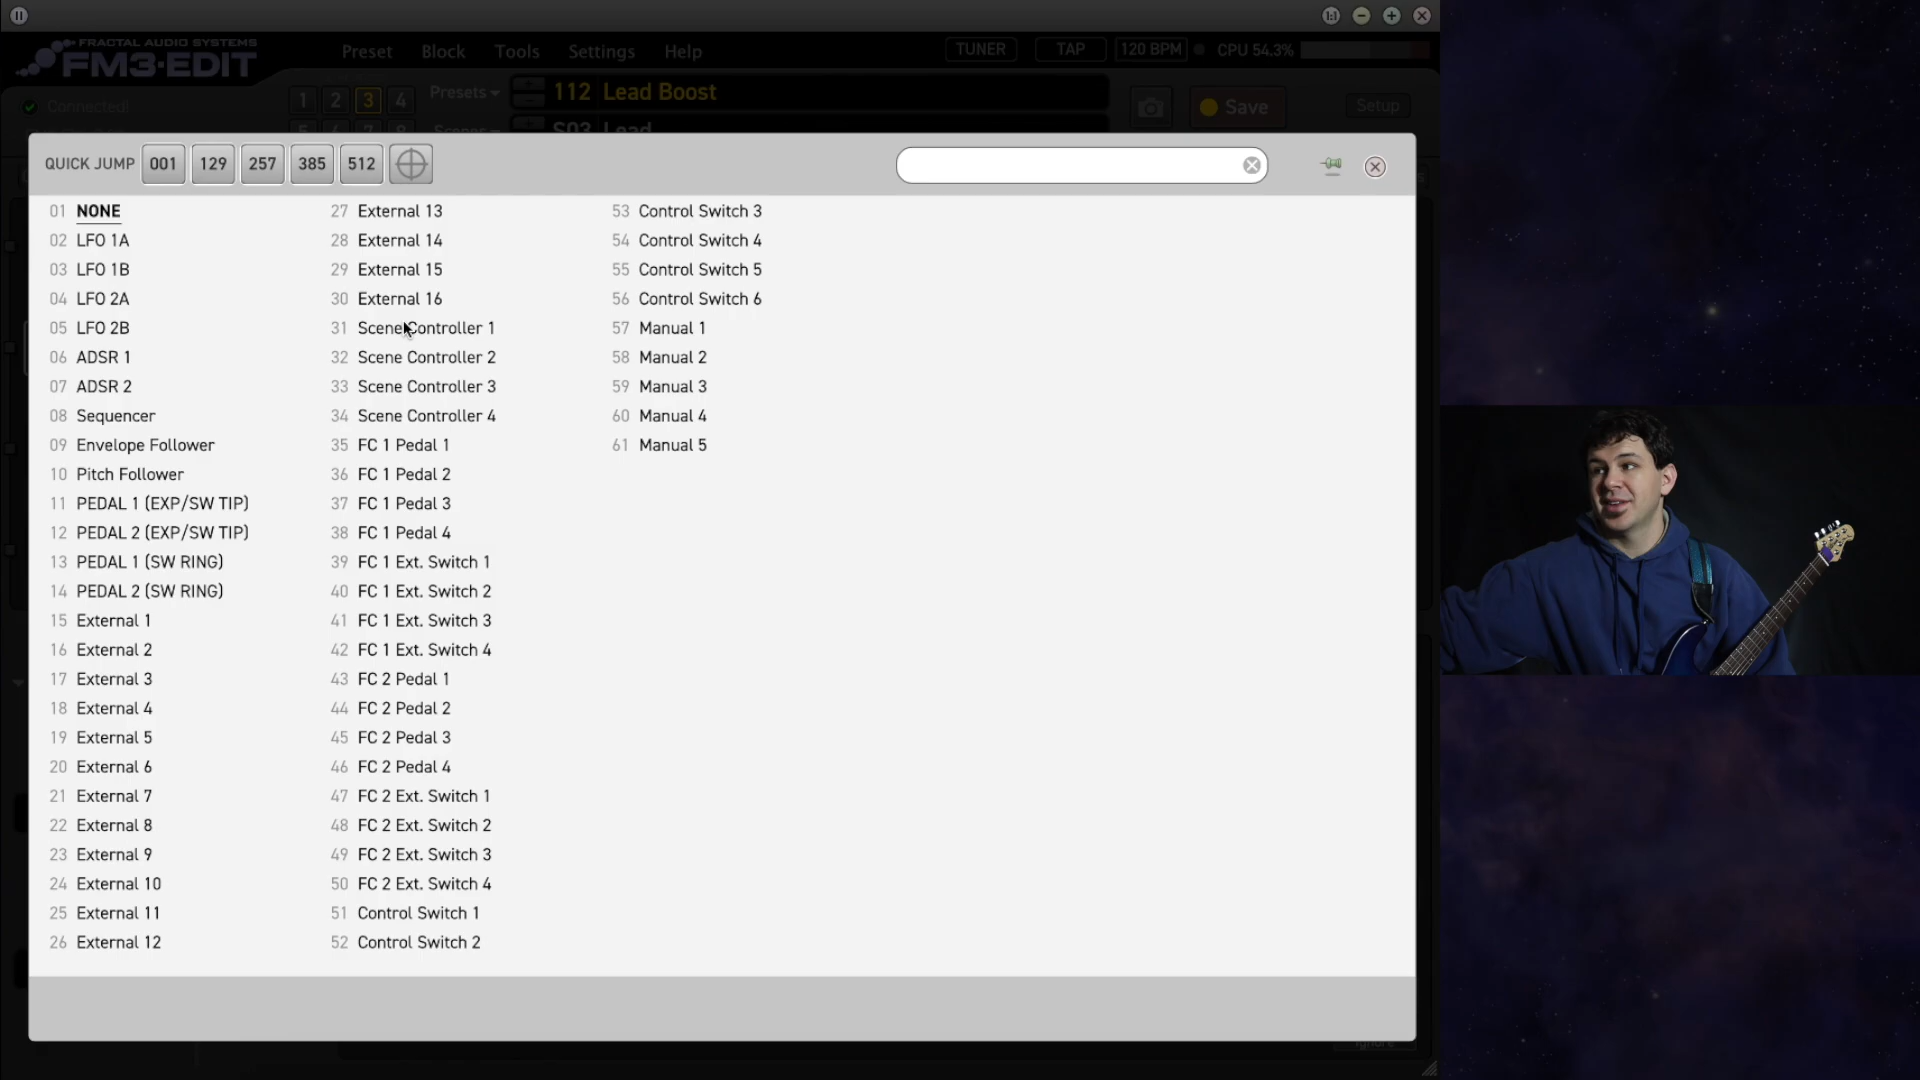 FRACTAL AUDIO SYSTEMS
FM3-EDIT
Preset Block Tools Settings Help
TUNER TAP 120 BPM CPU 54.3%
Connected!
1 2 3 4 Presets 112 Lead Boost Save Setup
Scenes S03 Lead
QUICK JUMP 001 129 257 385 512
01 NONE
02 LFO 1A
03 LFO 1B
04 LFO 2A
05 LFO 2B
06 ADSR 1
07 ADSR 2
08 Sequencer
09 Envelope Follower
10 Pitch Follower
11 PEDAL 1 (EXP/SW TIP)
12 PEDAL 2 (EXP/SW TIP)
13 PEDAL 1 (SW RING)
14 PEDAL 2 (SW RING)
15 External 1
16 External 2
17 External 3
18 External 4
19 External 5
20 External 6
21 External 7
22 External 8
23 External 9
24 External 10
25 External 11
26 External 12
27 External 13
28 External 14
29 External 15
30 External 16
31 Scene Controller 1
32 Scene Controller 2
33 Scene Controller 3
34 Scene Controller 4
35 FC 1 Pedal 1
36 FC 1 Pedal 2
37 FC 1 Pedal 3
38 FC 1 Pedal 4
39 FC 1 Ext. Switch 1
40 FC 1 Ext. Switch 2
41 FC 1 Ext. Switch 3
42 FC 1 Ext. Switch 4
43 FC 2 Pedal 1
44 FC 2 Pedal 2
45 FC 2 Pedal 3
46 FC 2 Pedal 4
47 FC 2 Ext. Switch 1
48 FC 2 Ext. Switch 2
49 FC 2 Ext. Switch 3
50 FC 2 Ext. Switch 4
51 Control Switch 1
52 Control Switch 2
53 Control Switch 3
54 Control Switch 4
55 Control Switch 5
56 Control Switch 6
57 Manual 1
58 Manual 2
59 Manual 3
60 Manual 4
61 Manual 5